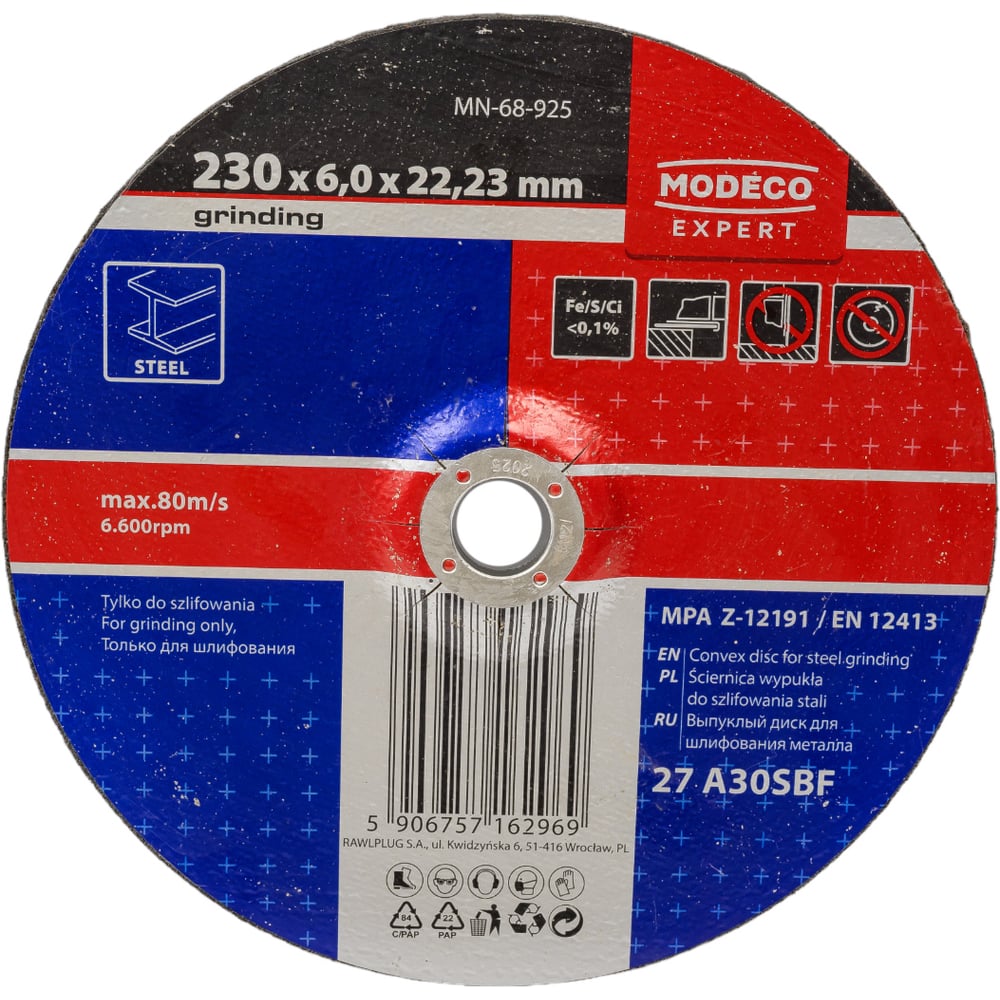 MN-68-925
230 x 6,0 x 22,23 mm
grinding
MODECO
EXPERT
STEEL
Fe/S/Ci
<0,1%
2025
max.80m/s
6.600rpm
Tylko do szlifowania
For grinding only,
Только для шлифования
MPA Z-12191 / EN 12413
EN Convex disc for steel grinding
PL Ściernica wypukła
do szlifowania stali
RU Выпуклый диск для
шлифования металла
27 A30SBF
5 906757 162969
RAWLPLUG S.A., ul. Kwidzyńska 6, 51-416 Wrocław, PL
84
C/PAP
22
PAP